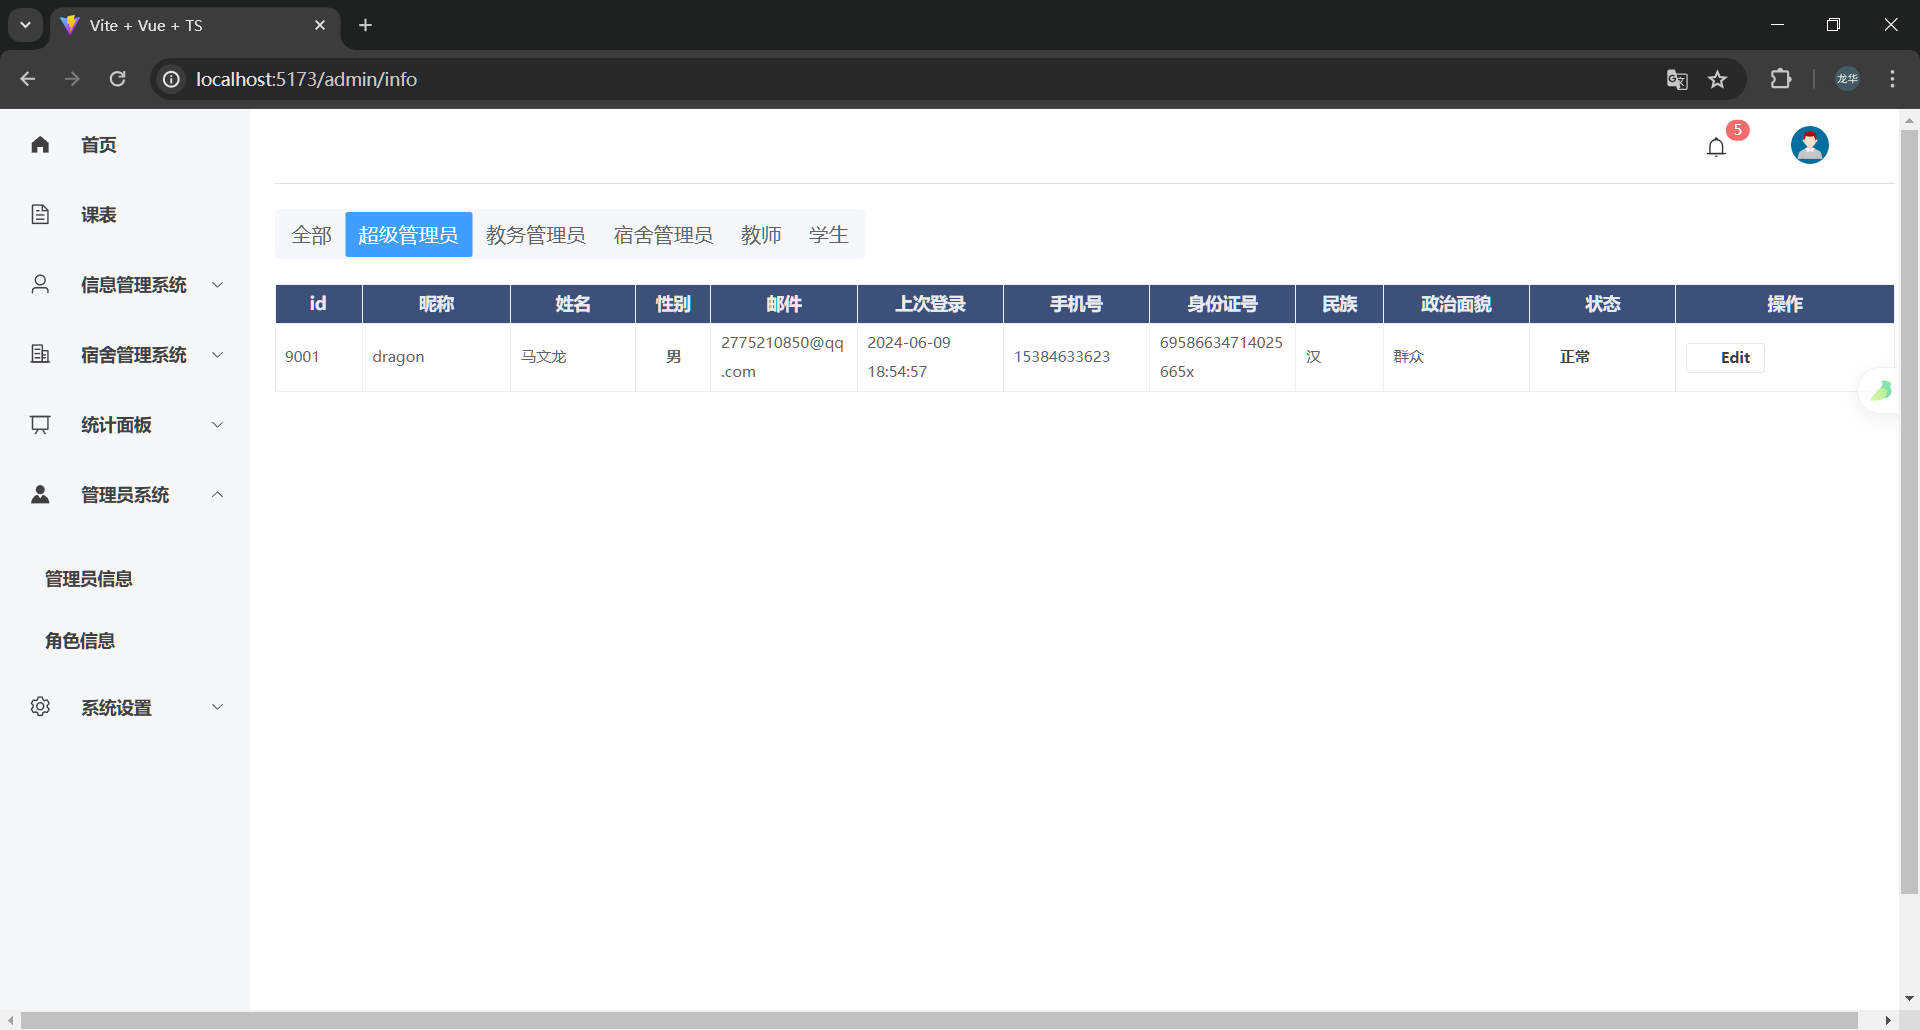 Vite + Vue + TS
localhost:5173/admin/info
龙华
首页
课表
信息管理系统
宿舍管理系统
统计面板
管理员系统
管理员信息
角色信息
系统设置
5
全部 超级管理员 教务管理员 宿舍管理员 教师 学生
id 昵称 姓名 性别 邮件 上次登录 手机号 身份证号 民族 政治面貌 状态 操作
9001 dragon 马文龙 男 2775210850@qq 2024-06-09 15384633623 69586634714025 汉 群众 正常 Edit
.com 18:54:57 665x